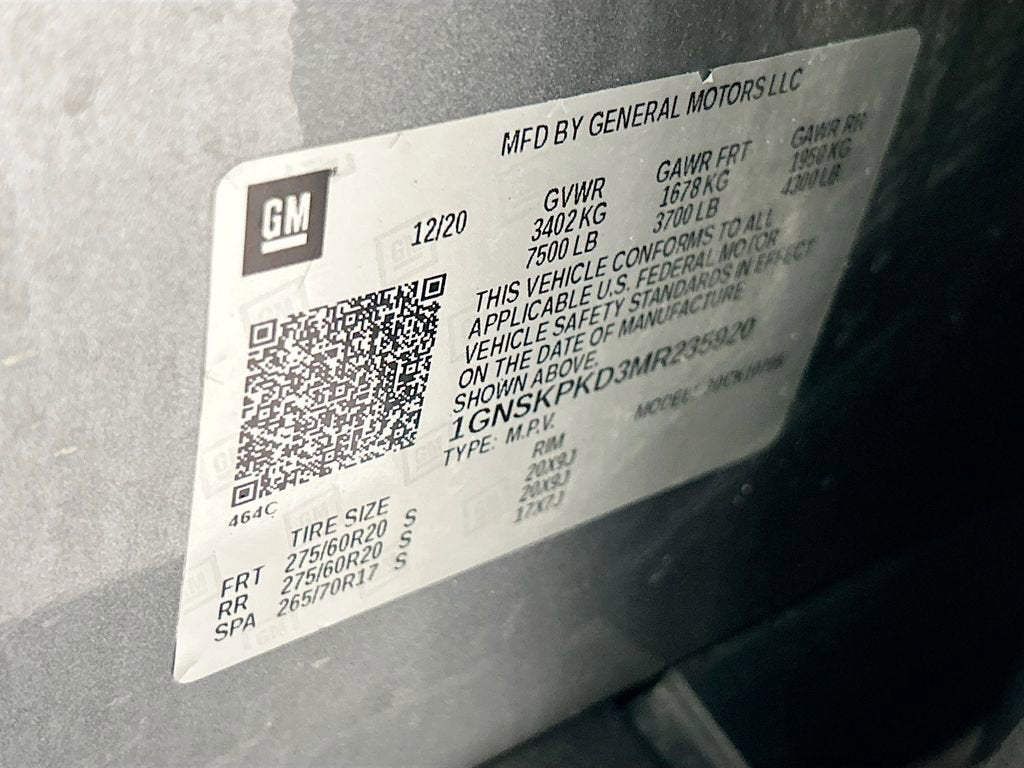 MFD BY GENERAL MOTORS LLC
GM
12/20
GVWR GAWR FRT GAWR RR
3402 KG 1678 KG 1950 KG
7500 LB 3700 LB 4300 LB
THIS VEHICLE CONFORMS TO ALL
APPLICABLE U.S. FEDERAL MOTOR
VEHICLE SAFETY STANDARDS IN EFFECT
ON THE DATE OF MANUFACTURE
SHOWN ABOVE.
1GNSKPKD3MR235920
TYPE: M.P.V. MODEL:
464C
TIRE SIZE RIM
FRT 275/60R20 S 20X9J
RR 275/60R20 S 20X9J
SPA 265/70R17 S 17X7J